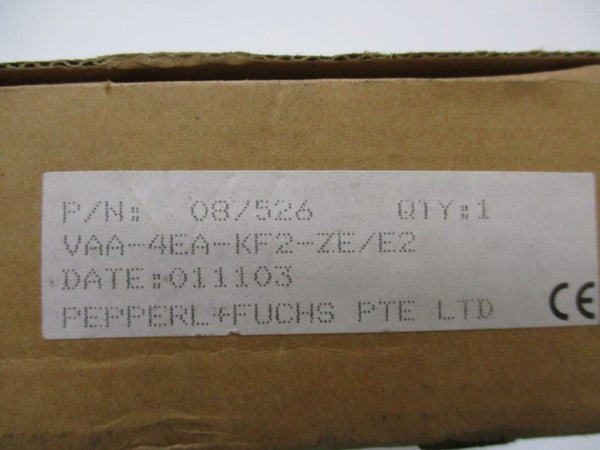 P/N: 087526 QTY:1
VAA-4EA-KF2-ZE/E2
DATE:011103
PEPPERL+FUCHS PTE LTD
CE